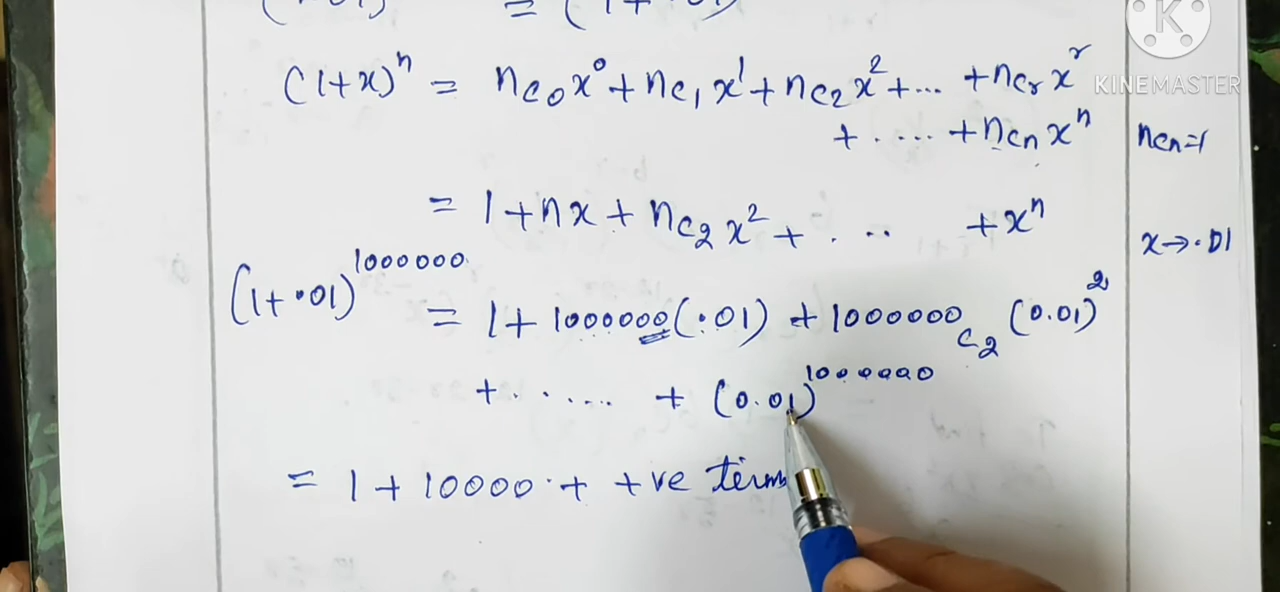 (1+x)^n = nC0 x^0 + nC1 x^1 + nC2 x^2 + ... + nCr x^r
+ .... + nCn x^n
nCn=1
= 1 + nx + nC2 x^2 + . .. + x^n
x→.01
(1+.01)^1000000 = 1 + 1000000(.01) + 1000000C2 (0.01)^2
+ ...... + (0.01)^1000000
= 1 + 10000 . + +ve term
K
KINEMASTER